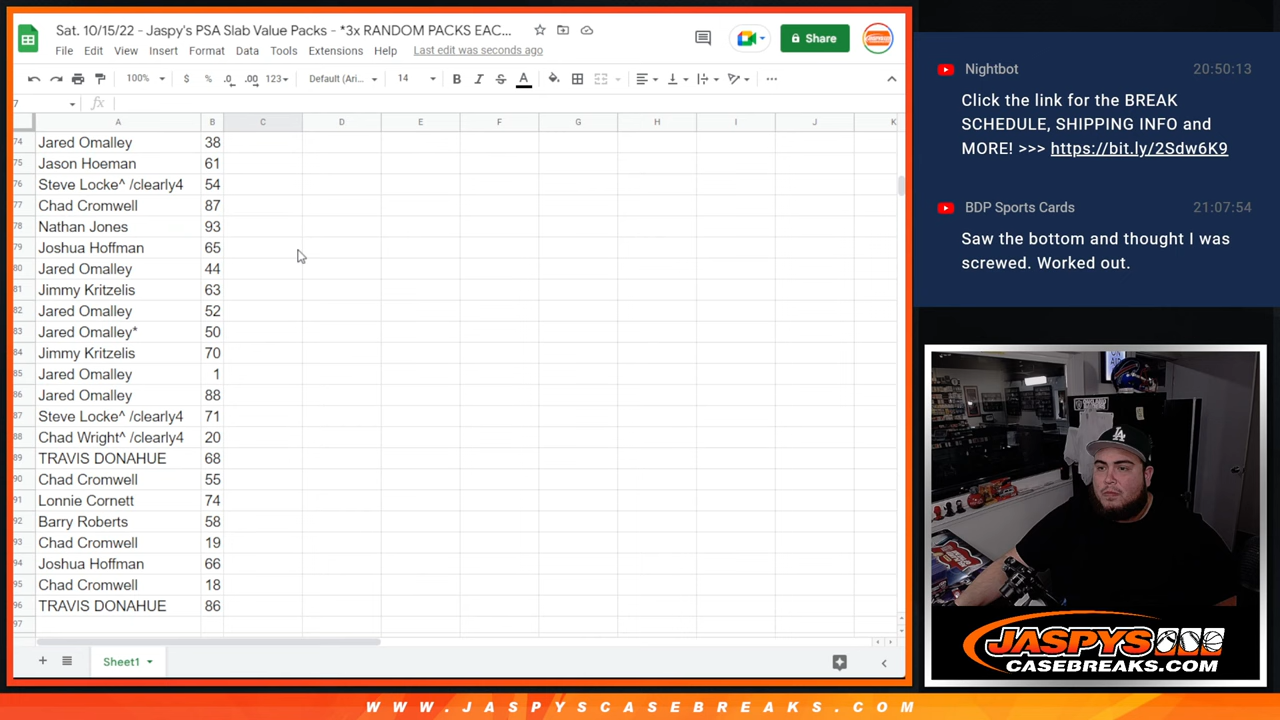 Sat. 10/15/22 - Jaspy's PSA Slab Value Packs - *3x RANDOM PACKS EAC...
File Edit View Insert Format Data Tools Extensions Help Last edit was seconds ago
Share
100% $ % .0 .00 123 Default (Ari... 14 B I S A
7 fx
A B C D E F G H I J K
74 Jared Omalley 38
75 Jason Hoeman 61
76 Steve Locke^ /clearly4 54
77 Chad Cromwell 87
78 Nathan Jones 93
79 Joshua Hoffman 65
80 Jared Omalley 44
81 Jimmy Kritzelis 63
82 Jared Omalley 52
83 Jared Omalley* 50
84 Jimmy Kritzelis 70
85 Jared Omalley 1
86 Jared Omalley 88
87 Steve Locke^ /clearly4 71
88 Chad Wright^ /clearly4 20
89 TRAVIS DONAHUE 68
90 Chad Cromwell 55
91 Lonnie Cornett 74
92 Barry Roberts 58
93 Chad Cromwell 19
94 Joshua Hoffman 66
95 Chad Cromwell 18
96 TRAVIS DONAHUE 86
97
Sheet1
Nightbot 20:50:13
Click the link for the BREAK
SCHEDULE, SHIPPING INFO and
MORE! >>> https://bit.ly/2Sdw6K9
BDP Sports Cards 21:07:54
Saw the bottom and thought I was
screwed. Worked out.
LA
JASPYS
CASEBREAKS.COM
WWW.JASPYSCASEBREAKS.COM